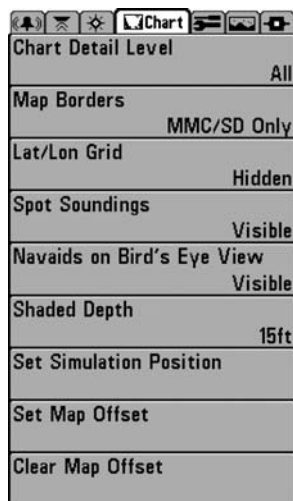 Chart
Chart Detail Level
All
Map Borders
MMC/SD Only
Lat/Lon Grid
Hidden
Spot Soundings
Visible
Navaids on Bird's Eye View
Visible
Shaded Depth
15ft
Set Simulation Position
Set Map Offset
Clear Map Offset